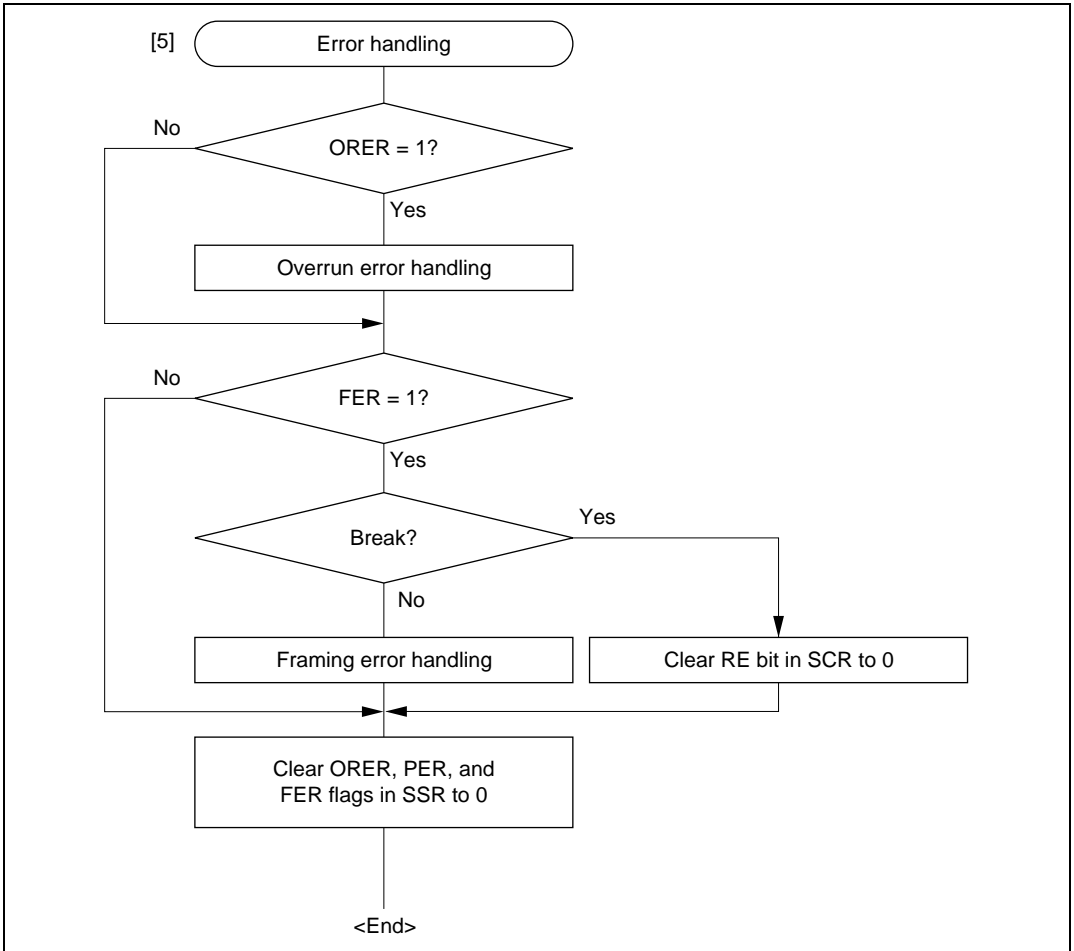 [5]
Error handling
No
ORER = 1?
Yes
Overrun error handling
No
FER = 1?
Yes
Break?
Yes
No
Framing error handling
Clear RE bit in SCR to 0
Clear ORER, PER, and
FER flags in SSR to 0
<End>